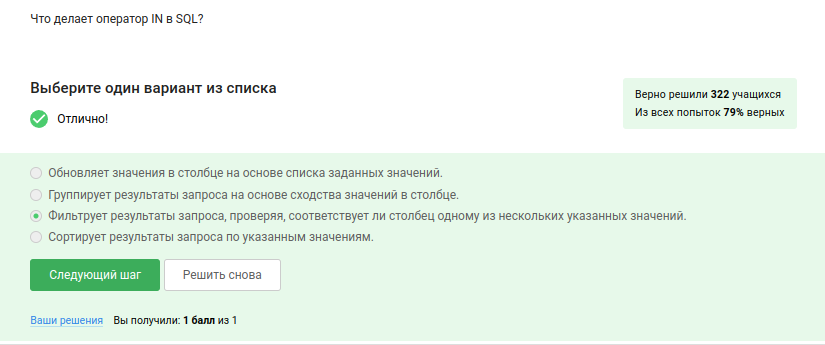 Что делает оператор IN в SQL?
Выберите один вариант из списка
Верно решили 322 учащихся
Из всех попыток 79% верных
Отлично!
Обновляет значения в столбце на основе списка заданных значений.
Группирует результаты запроса на основе сходства значений в столбце.
Фильтрует результаты запроса, проверяя, соответствует ли столбец одному из нескольких указанных значений.
Сортирует результаты запроса по указанным значениям.
Следующий шаг
Решить снова
Ваши решения Вы получили: 1 балл из 1